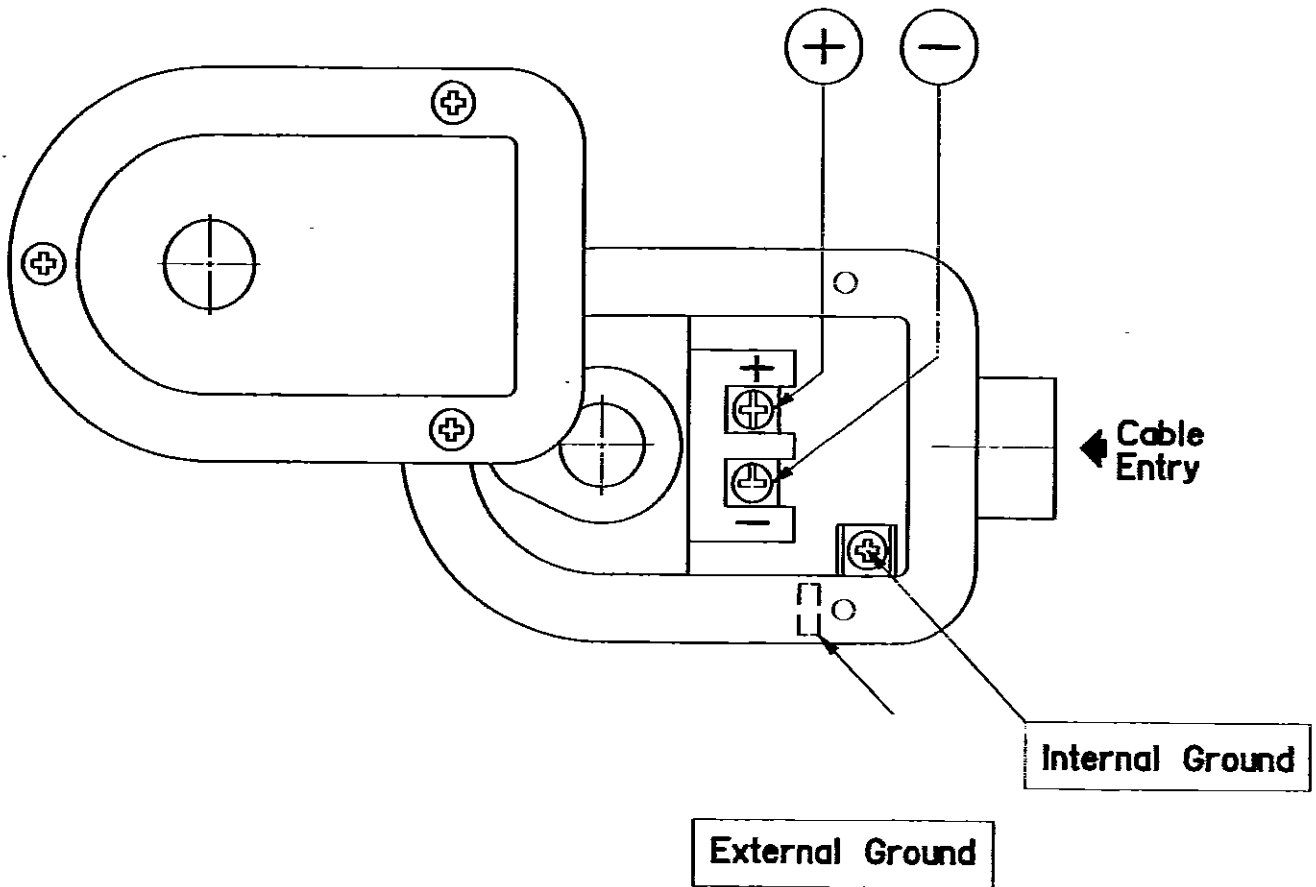 + −
+
−
Cable
Entry
Internal Ground
External Ground